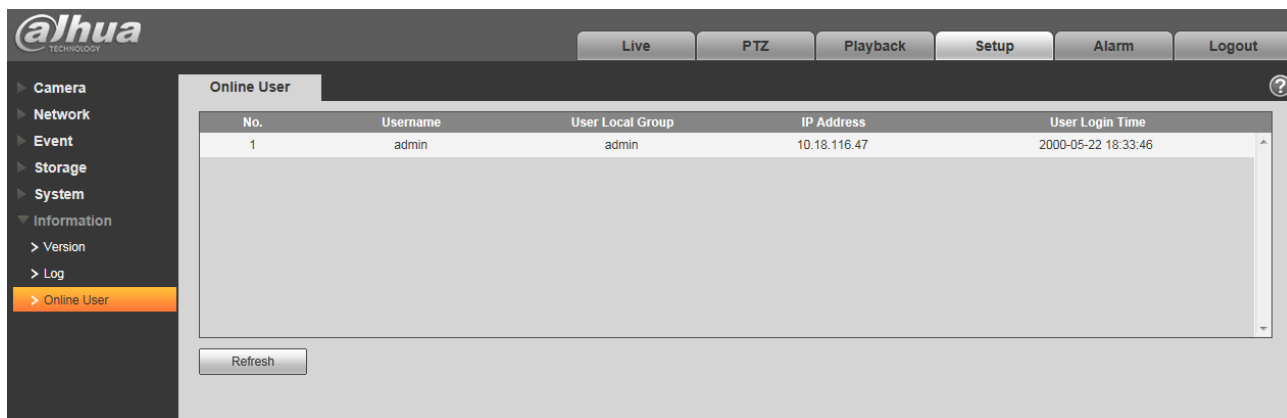 alhua
TECHNOLOGY
Live PTZ Playback Setup Alarm Logout
Camera
Network
Event
Storage
System
Information
> Version
> Log
> Online User
Online User
?
No. Username User Local Group IP Address User Login Time
1 admin admin 10.18.116.47 2000-05-22 18:33:46
Refresh